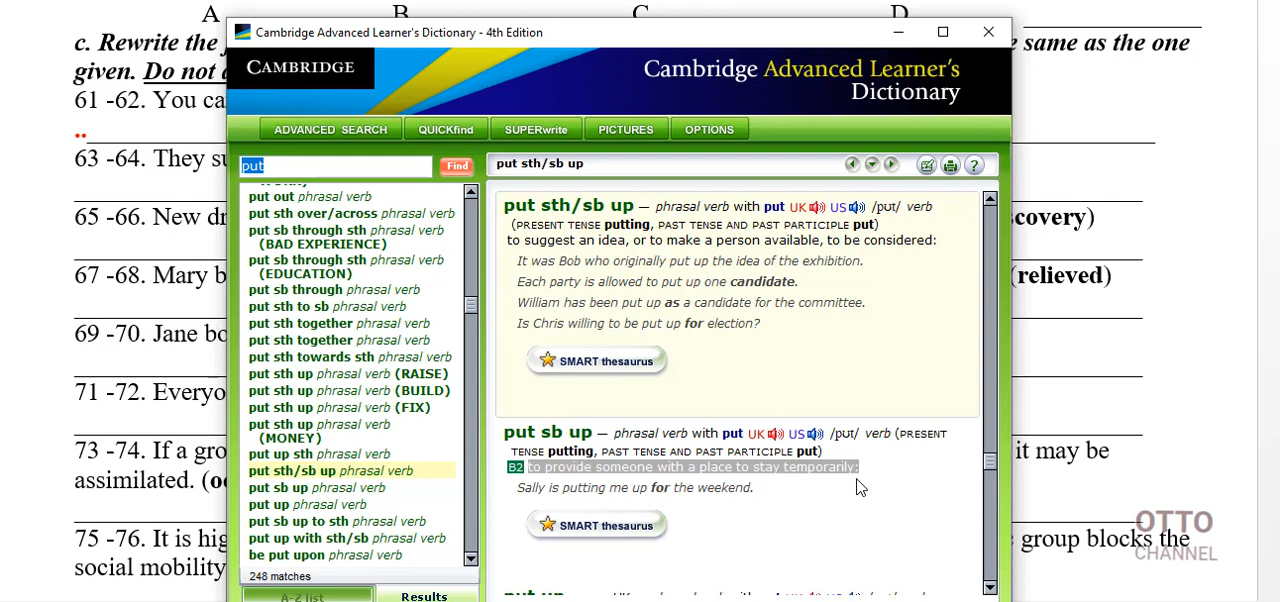 A B C D
c. Rewrite the
e same as the one
given. Do not
61 -62. You ca
..
63 -64. They su
65 -66. New dr
scovery)
67 -68. Mary b
(relieved)
69 -70. Jane bo
71 -72. Everyo
73 -74. If a gro
it may be
assimilated. (o
75 -76. It is hig
group blocks the
social mobility
Cambridge Advanced Learner's Dictionary - 4th Edition
CAMBRIDGE
Cambridge Advanced Learner's
Dictionary
ADVANCED SEARCH QUICKfind SUPERwrite PICTURES OPTIONS
put Find
put out phrasal verb
put sth over/across phrasal verb
put sb through sth phrasal verb
(BAD EXPERIENCE)
put sb through sth phrasal verb
(EDUCATION)
put sb through phrasal verb
put sth to sb phrasal verb
put sth together phrasal verb
put sth together phrasal verb
put sth towards sth phrasal verb
put sth up phrasal verb (RAISE)
put sth up phrasal verb (BUILD)
put sth up phrasal verb (FIX)
put sth up phrasal verb
(MONEY)
put up sth phrasal verb
put sth/sb up phrasal verb
put sb up phrasal verb
put up phrasal verb
put sb up to sth phrasal verb
put up with sth/sb phrasal verb
be put upon phrasal verb
248 matches
A-Z list Results
put sth/sb up
put sth/sb up — phrasal verb with put UK US /pʊt/ verb
(PRESENT TENSE putting, PAST TENSE AND PAST PARTICIPLE put)
to suggest an idea, or to make a person available, to be considered:
It was Bob who originally put up the idea of the exhibition.
Each party is allowed to put up one candidate.
William has been put up as a candidate for the committee.
Is Chris willing to be put up for election?
SMART thesaurus
put sb up — phrasal verb with put UK US /pʊt/ verb (PRESENT
TENSE putting, PAST TENSE AND PAST PARTICIPLE put)
B2 to provide someone with a place to stay temporarily:
Sally is putting me up for the weekend.
SMART thesaurus
OTTO
CHANNEL